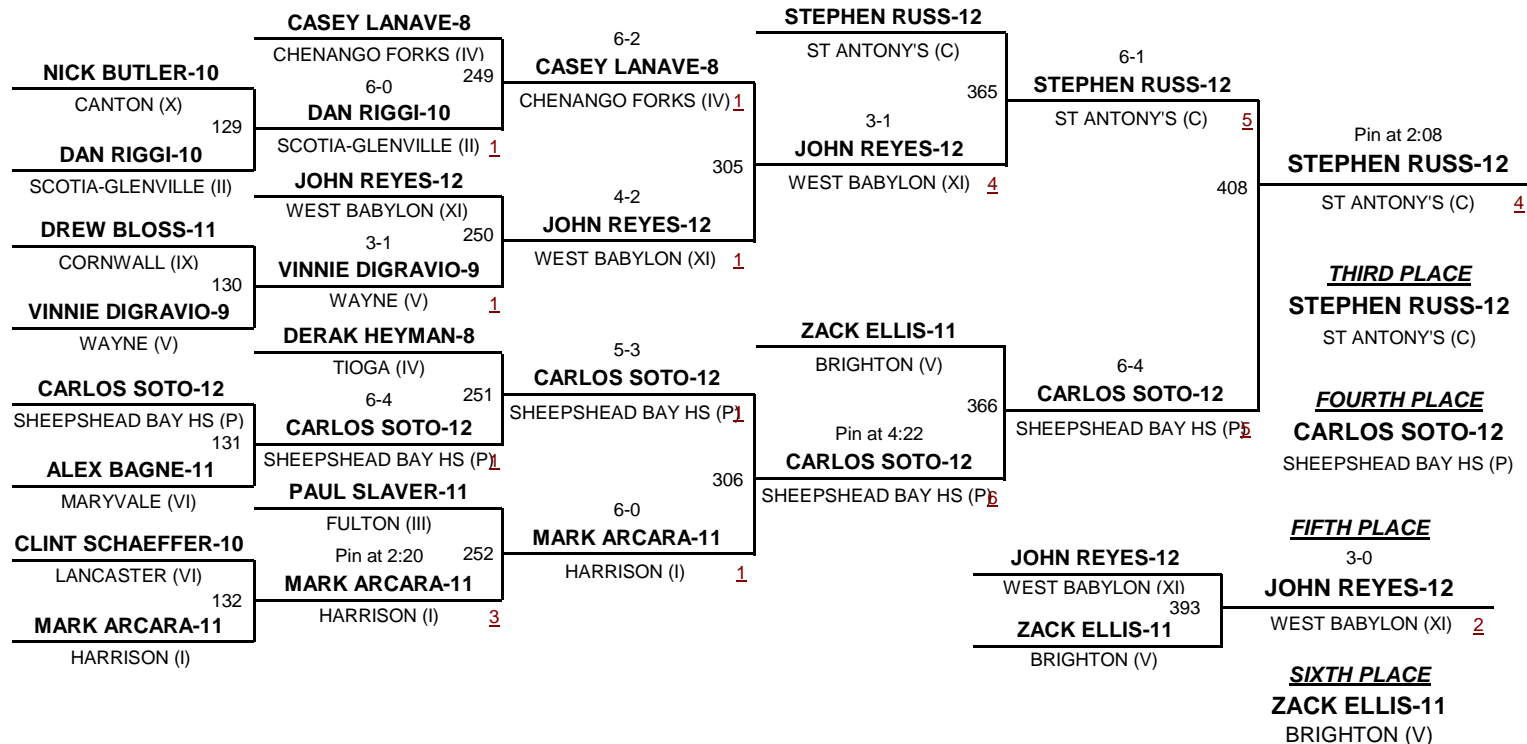 CASEY LANAVE-8
CHENANGO FORKS (IV)
NICK BUTLER-10
CANTON (X)
6-0
249
DAN RIGGI-10
129
SCOTIA-GLENVILLE (II) 1
DAN RIGGI-10
SCOTIA-GLENVILLE (II)
JOHN REYES-12
WEST BABYLON (XI)
DREW BLOSS-11
CORNWALL (IX)
3-1
250
VINNIE DIGRAVIO-9
130
WAYNE (V) 1
VINNIE DIGRAVIO-9
WAYNE (V)
DERAK HEYMAN-8
TIOGA (IV)
CARLOS SOTO-12
SHEEPSHEAD BAY HS (P)
6-4
251
CARLOS SOTO-12
131
SHEEPSHEAD BAY HS (P) 1
ALEX BAGNE-11
MARYVALE (VI)
PAUL SLAVER-11
FULTON (III)
CLINT SCHAEFFER-10
LANCASTER (VI)
Pin at 2:20
252
MARK ARCARA-11
132
HARRISON (I) 3
MARK ARCARA-11
HARRISON (I)
6-2
CASEY LANAVE-8
CHENANGO FORKS (IV) 1
305
4-2
JOHN REYES-12
WEST BABYLON (XI) 1
5-3
CARLOS SOTO-12
SHEEPSHEAD BAY HS (P) 1
306
6-0
MARK ARCARA-11
HARRISON (I) 1
STEPHEN RUSS-12
ST ANTONY'S (C)
365
3-1
JOHN REYES-12
WEST BABYLON (XI) 4
ZACK ELLIS-11
BRIGHTON (V)
366
Pin at 4:22
CARLOS SOTO-12
SHEEPSHEAD BAY HS (P) 6
6-1
STEPHEN RUSS-12
ST ANTONY'S (C) 5
408
6-4
CARLOS SOTO-12
SHEEPSHEAD BAY HS (P) 5
Pin at 2:08
STEPHEN RUSS-12
ST ANTONY'S (C) 4
THIRD PLACE
STEPHEN RUSS-12
ST ANTONY'S (C)
FOURTH PLACE
CARLOS SOTO-12
SHEEPSHEAD BAY HS (P)
JOHN REYES-12
WEST BABYLON (XI)
393
ZACK ELLIS-11
BRIGHTON (V)
FIFTH PLACE
3-0
JOHN REYES-12
WEST BABYLON (XI) 2
SIXTH PLACE
ZACK ELLIS-11
BRIGHTON (V)